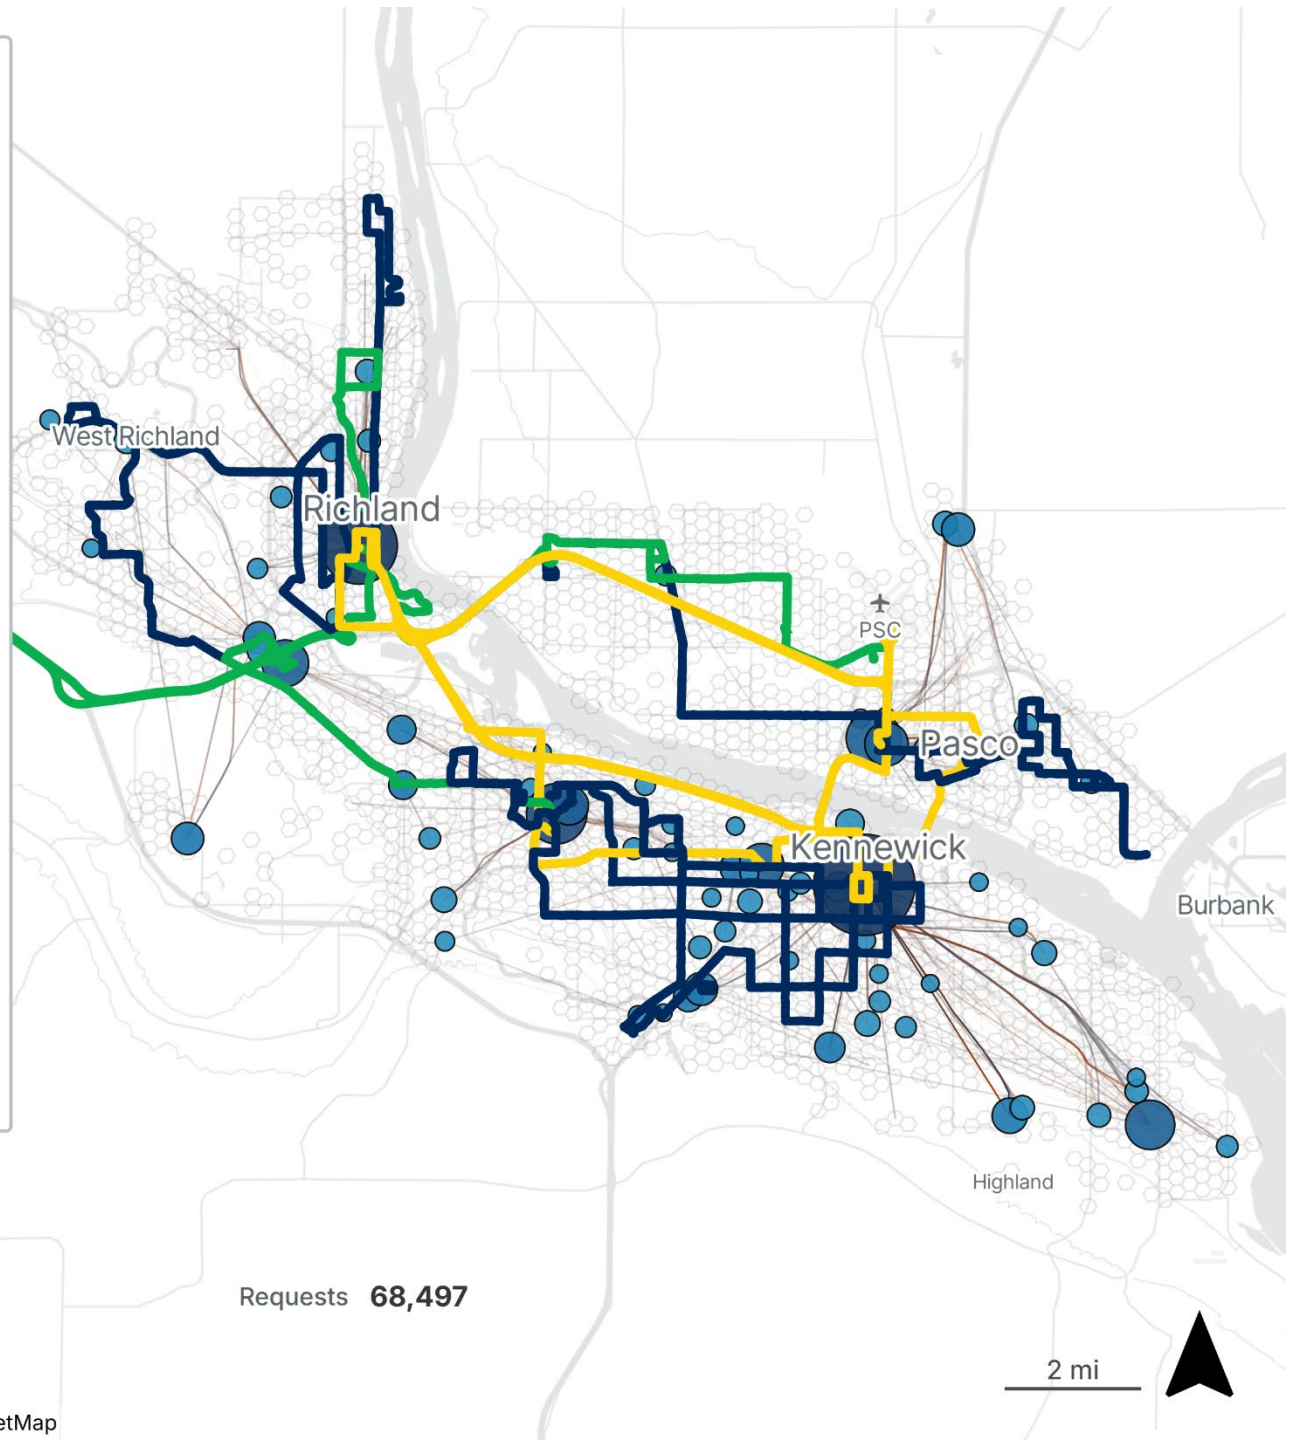 West Richland
Richland
PSC
Pasco
Kennewick
Burbank
Highland
Requests 68,497
2 mi
etMap